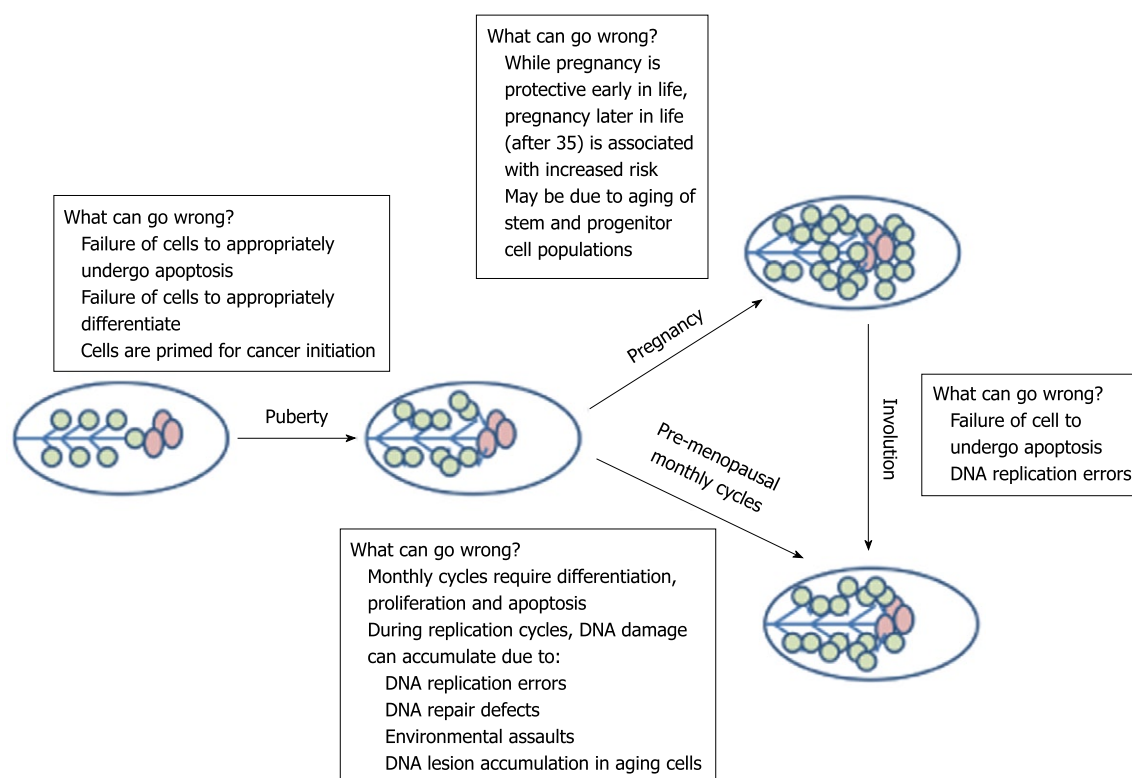 What can go wrong?
While pregnancy is
protective early in life,
pregnancy later in life
(after 35) is associated
with increased risk
May be due to aging of
stem and progenitor
cell populations
What can go wrong?
Failure of cells to appropriately
undergo apoptosis
Failure of cells to appropriately
differentiate
Cells are primed for cancer initiation
Puberty
Pregnancy
Pre-menopausal
monthly cycles
Involution
What can go wrong?
Failure of cell to
undergo apoptosis
DNA replication errors
What can go wrong?
Monthly cycles require differentiation,
proliferation and apoptosis
During replication cycles, DNA damage
can accumulate due to:
DNA replication errors
DNA repair defects
Environmental assaults
DNA lesion accumulation in aging cells